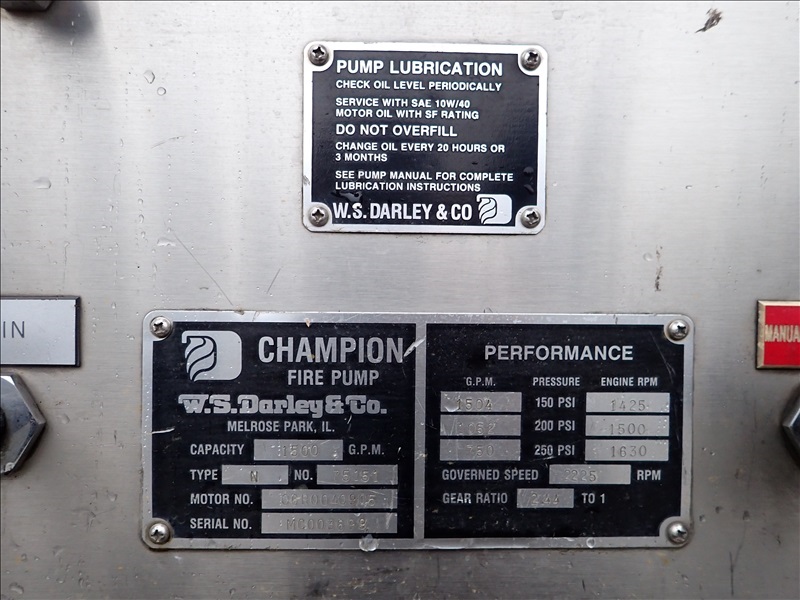 PUMP LUBRICATION
CHECK OIL LEVEL PERIODICALLY
SERVICE WITH SAE 10W/40
MOTOR OIL WITH SF RATING
DO NOT OVERFILL
CHANGE OIL EVERY 20 HOURS OR
3 MONTHS
SEE PUMP MANUAL FOR COMPLETE
LUBRICATION INSTRUCTIONS
W.S. DARLEY & CO
IN
MANUA
CHAMPION
FIRE PUMP
W.S. Darley & Co.
MELROSE PARK, IL.
CAPACITY 1500 G.P.M.
TYPE NO.
MOTOR NO.
SERIAL NO.
PERFORMANCE
G.P.M. PRESSURE ENGINE RPM
1504 150 PSI 1425
200 PSI 1500
250 PSI 1630
GOVERNED SPEED RPM
GEAR RATIO TO 1